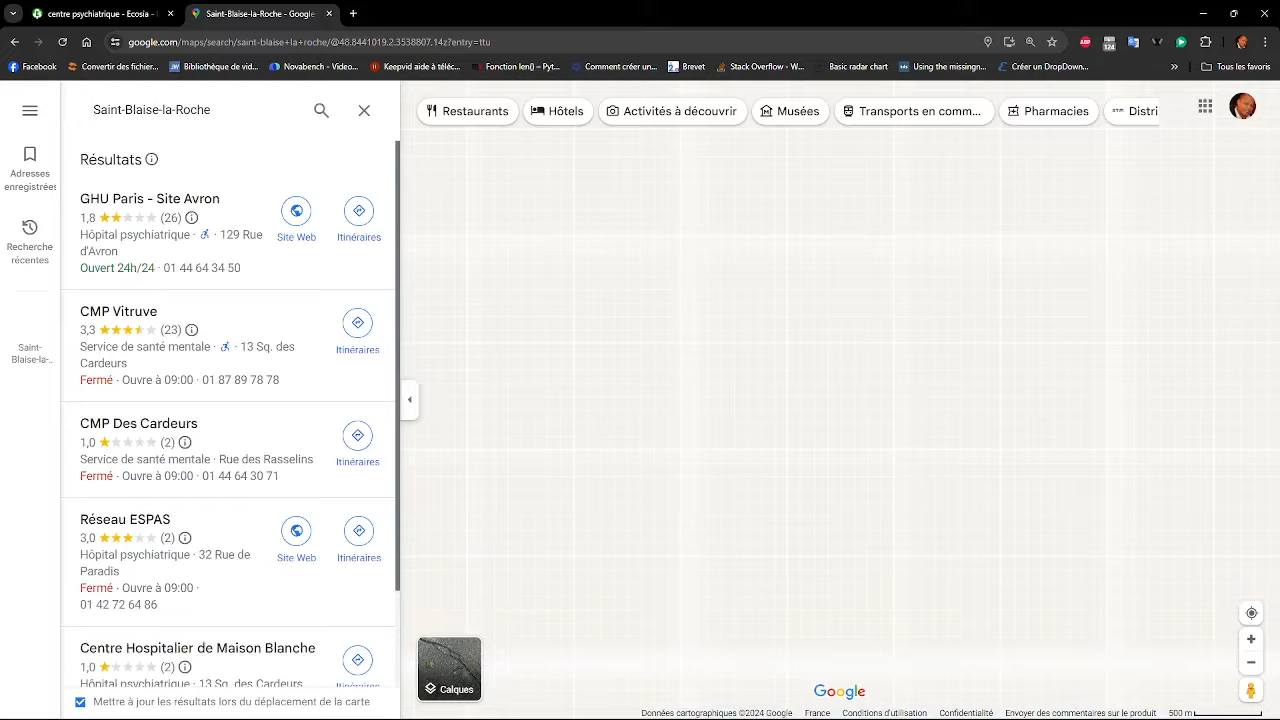 centre psychiatrique - Ecosia - I
Saint-Blaise-la-Roche - Google
google.com/maps/search/saint-blaise+la+roche/@48.8441019,2.3538807,14z?entry=ttu
ABP
124
Facebook
Convertir des fichier...
Wordpad vidéo en lig...
Novabench - Video...
Kenjad aide à téléc...
Fonction len() — Pyt...
Comment créer un...
Brevet
Stack Overflow - W...
Basic radar chart
Using the missingn...
Créer un DropDown...
»
Tous les favoris
Saint-Blaise-la-Roche
Restaurants
Hôtels
Activités à découvrir
Musées
Transports en comm...
Pharmacies
Distri
Adresses
enregistrées
Recherche
récentes
Saint-
Blaise-la-...
Résultats
GHU Paris - Site Avron
1,8 (26)
Hôpital psychiatrique · · 129 Rue
d'Avron
Ouvert 24h/24 · 01 44 64 34 50
Site Web
Itinéraires
CMP Vitruve
3,3 (23)
Service de santé mentale · · 13 Sq. des
Cardeurs
Fermé · Ouvre à 09:00 · 01 87 89 78 78
Itinéraires
CMP Des Cardeurs
1,0 (2)
Service de santé mentale · Rue des Rasselins
Fermé · Ouvre à 09:00 · 01 44 64 30 71
Itinéraires
Réseau ESPAS
3,0 (2)
Hôpital psychiatrique · 32 Rue de
Paradis
Fermé · Ouvre à 09:00 ·
01 42 72 64 86
Site Web
Itinéraires
Centre Hospitalier de Maison Blanche
1,0 (2)
Hôpital psychiatrique · 13 Sq. des Cardeurs
Itinéraires
Mettre à jour les résultats lors du déplacement de la carte
Calques
Google
Données cartographiques ©2024 Google
France
Conditions d'utilisation
Confidentialité
Envoyer des commentaires sur le produit
500 m